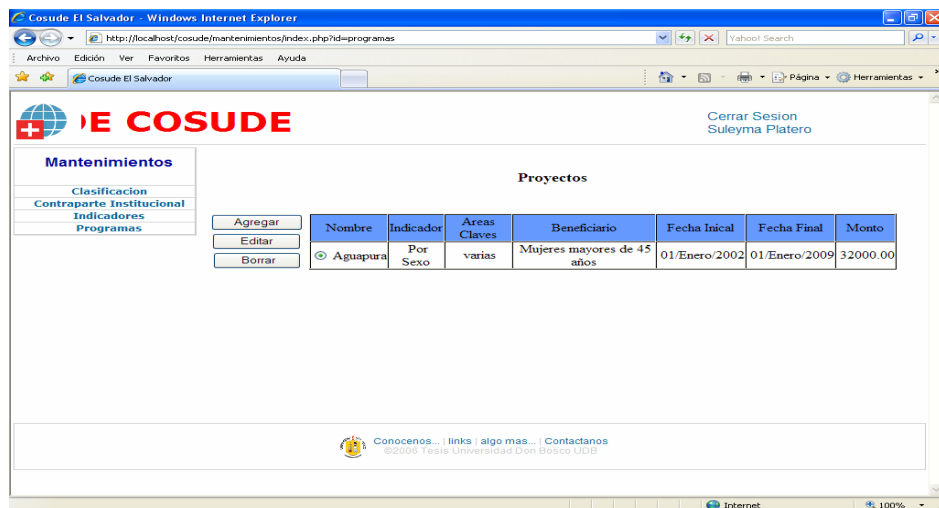 Cosude El Salvador - Windows Internet Explorer
http://localhost/cosude/mantenimientos/index.php?id=programas
Yahoo! Search
Archivo Edición Ver Favoritos Herramientas Ayuda
Cosude El Salvador
Página
Herramientas
DE COSUDE
Cerrar Sesion
Suleyma Platero
Mantenimientos
Clasificacion
Contraparte Institucional
Indicadores
Programas
Proyectos
Agregar
Editar
Borrar
Nombre Indicador Areas Claves Beneficiario Fecha Inical Fecha Final Monto
Aguapura Por Sexo varias Mujeres mayores de 45 años 01/Enero/2002 01/Enero/2009 32000.00
Conocenos... | links | algo mas... | Contactanos
©2006 Tesis Universidad Don Bosco UDB
Internet 100%